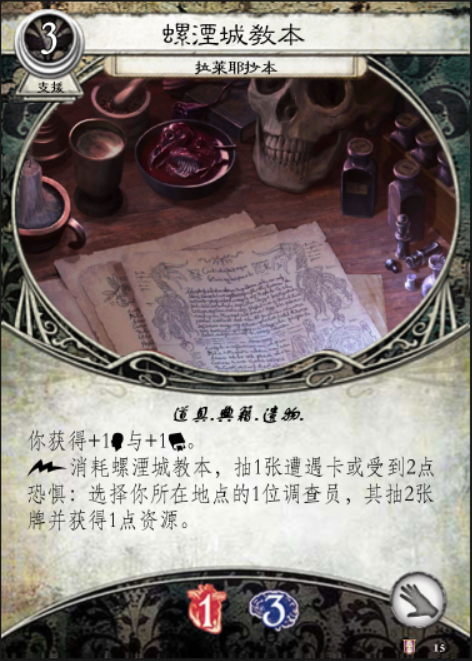 3
螺湮城教本
支援
拉莱耶抄本
道具.典籍.遗物.
你获得+1与+1。
消耗螺湮城教本，抽1张遭遇卡或受到2点
恐惧：选择你所在地点的1位调查员，其抽2张
牌并获得1点资源。
1 3
15